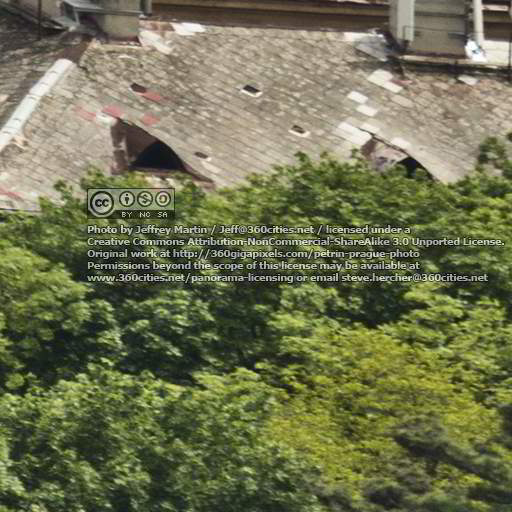 cc
BY NC SA
Photo by Jeffrey Martin / Jeff@360cities.net / licensed under a
Creative Commons Attribution-NonCommercial-ShareAlike 3.0 Unported License.
Original work at http://360gigapixels.com/petrin-prague-photo
Permissions beyond the scope of this license may be available at
www.360cities.net/panorama-licensing or email steve.hercher@360cities.net